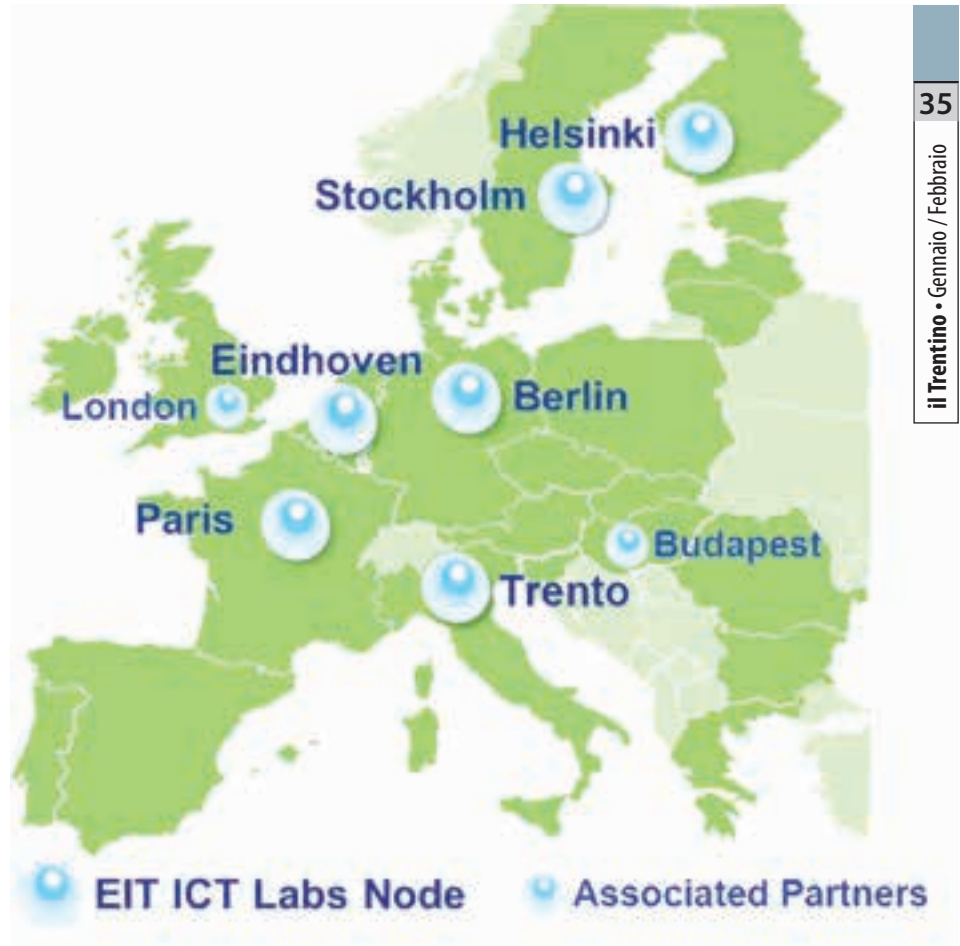 Helsinki
Stockholm
Eindhoven
London
Berlin
Paris
Budapest
Trento
EIT ICT Labs Node
Associated Partners
35
il Trentino • Gennaio / Febbraio